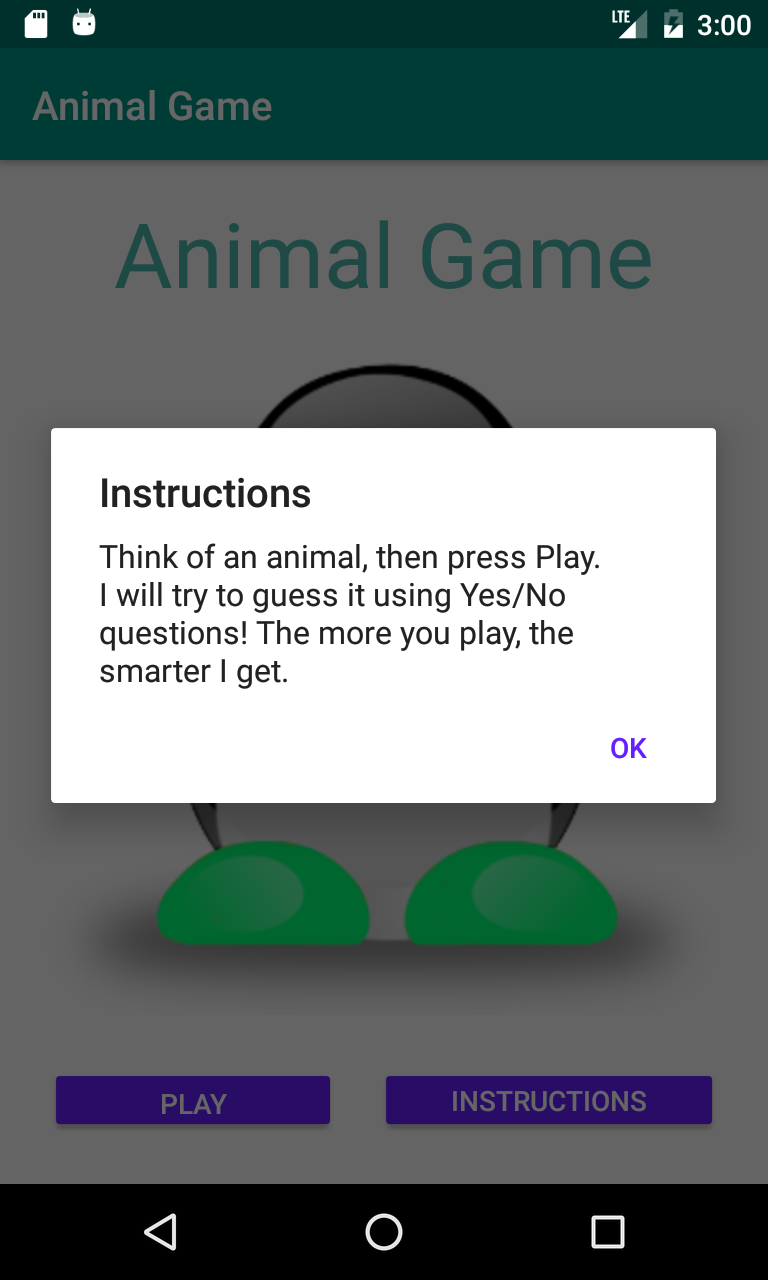 LTE 3:00
Animal Game
Animal Game
Instructions
Think of an animal, then press Play.
I will try to guess it using Yes/No
questions! The more you play, the
smarter I get.
OK
PLAY INSTRUCTIONS